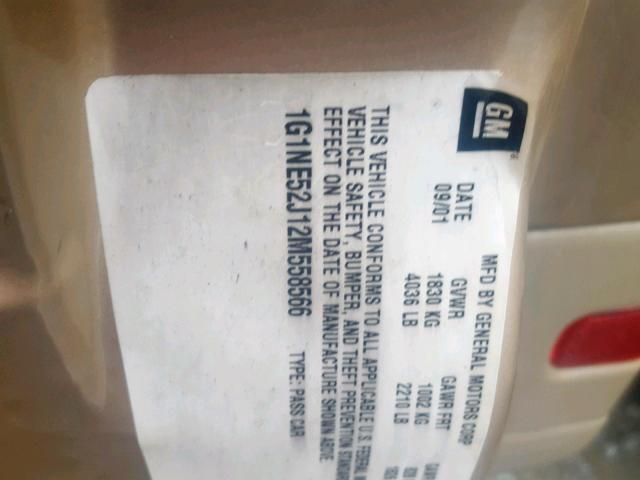 GM
MFD BY GENERAL MOTORS CORP
DATE GVWR GAWR FRT
09/01 1830 KG 1002 KG
4036 LB 2210 LB
THIS VEHICLE CONFORMS TO ALL APPLICABLE U.S. FEDERAL
VEHICLE SAFETY, BUMPER, AND THEFT PREVENTION
EFFECT ON THE DATE OF MANUFACTURE SHOWN ABOVE.
1G1NE52J12M558566 TYPE: PASS CAR